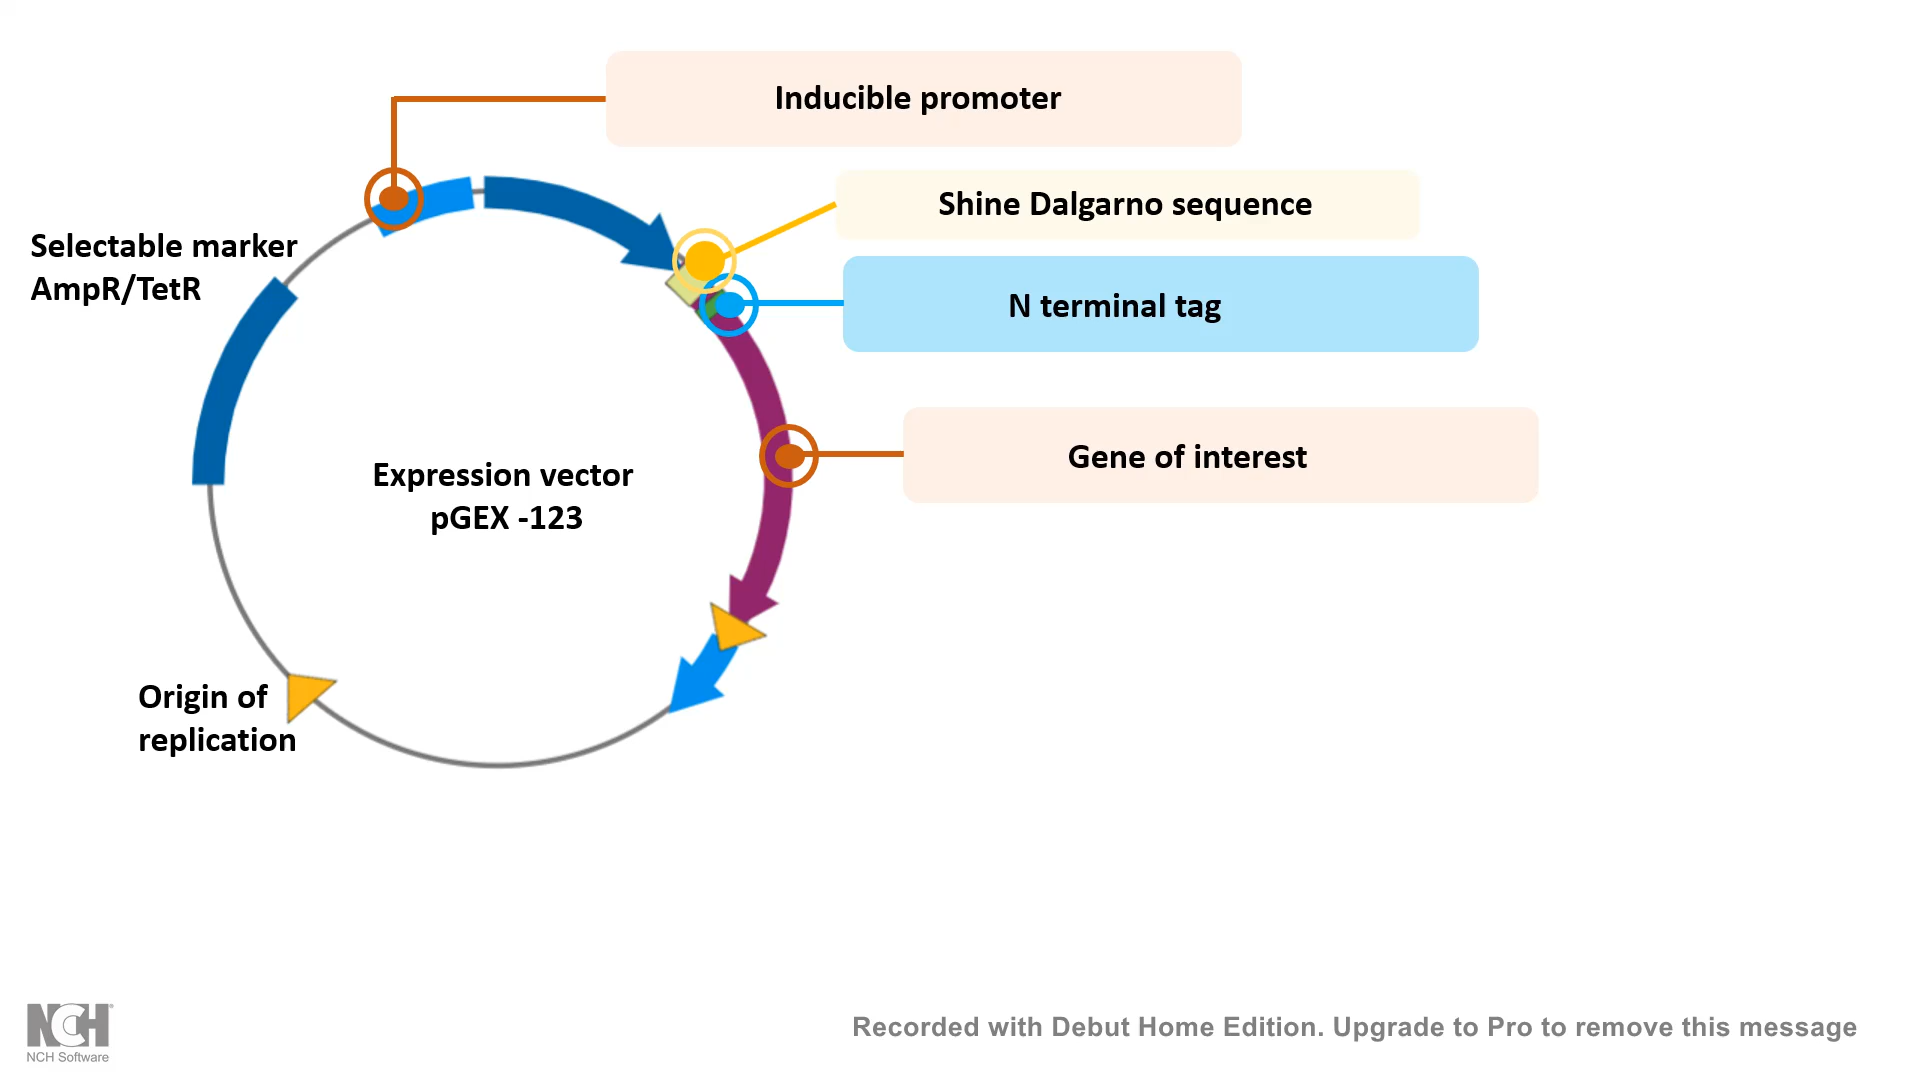 Inducible promoter
Shine Dalgarno sequence
Selectable marker
AmpR/TetR
N terminal tag
Gene of interest
Expression vector
pGEX -123
Origin of
replication
NCH
NCH Software
Recorded with Debut Home Edition. Upgrade to Pro to remove this message